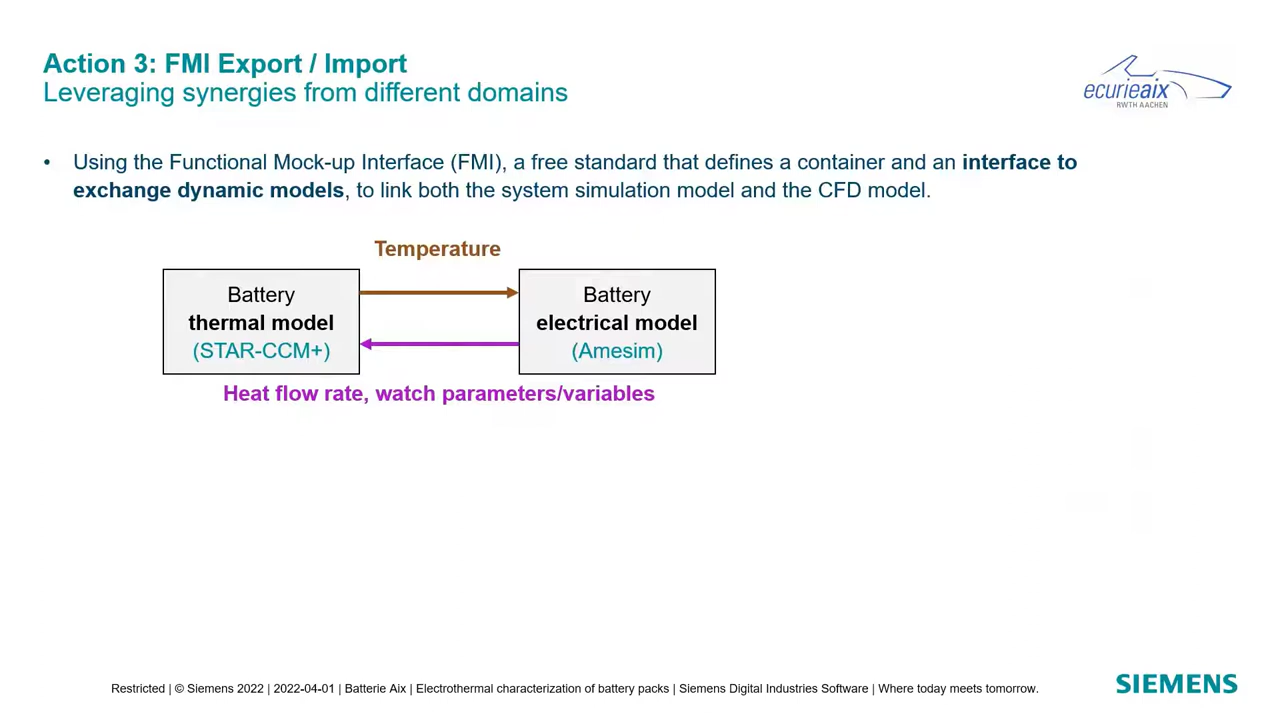 Action 3: FMI Export / Import
Leveraging synergies from different domains
ecurieaix
RWTH AACHEN
• Using the Functional Mock-up Interface (FMI), a free standard that defines a container and an interface to
exchange dynamic models, to link both the system simulation model and the CFD model.
Temperature
Battery
thermal model
(STAR-CCM+)
Battery
electrical model
(Amesim)
Heat flow rate, watch parameters/variables
Restricted | © Siemens 2022 | 2022-04-01 | Batterie Aix | Electrothermal characterization of battery packs | Siemens Digital Industries Software | Where today meets tomorrow.
SIEMENS